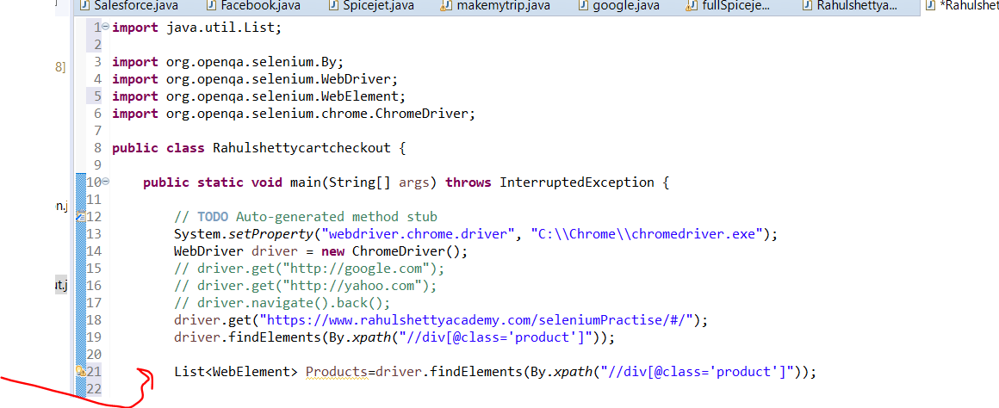 Salesforce.java Facebook.java Spicejet.java makemytrip.java google.java fullSpiceje... Rahulshettya... *Rahulshet
1 import java.util.List;
2
3 import org.openqa.selenium.By;
8]
4 import org.openqa.selenium.WebDriver;
5 import org.openqa.selenium.WebElement;
6 import org.openqa.selenium.chrome.ChromeDriver;
7
8 public class Rahulshettycartcheckout {
9
10 public static void main(String[] args) throws InterruptedException {
11
n.j
12 // TODO Auto-generated method stub
13 System.setProperty("webdriver.chrome.driver", "C:\\Chrome\\chromedriver.exe");
14 WebDriver driver = new ChromeDriver();
15 // driver.get("http://google.com");
16 // driver.get("http://yahoo.com");
ut.j
17 // driver.navigate().back();
18 driver.get("https://www.rahulshettyacademy.com/seleniumPractise/#/");
19 driver.findElements(By.xpath("//div[@class='product']"));
20
21 List<WebElement> Products=driver.findElements(By.xpath("//div[@class='product']"));
22